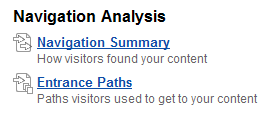 Navigation Analysis
Navigation Summary
How visitors found your content
Entrance Paths
Paths visitors used to get to your content